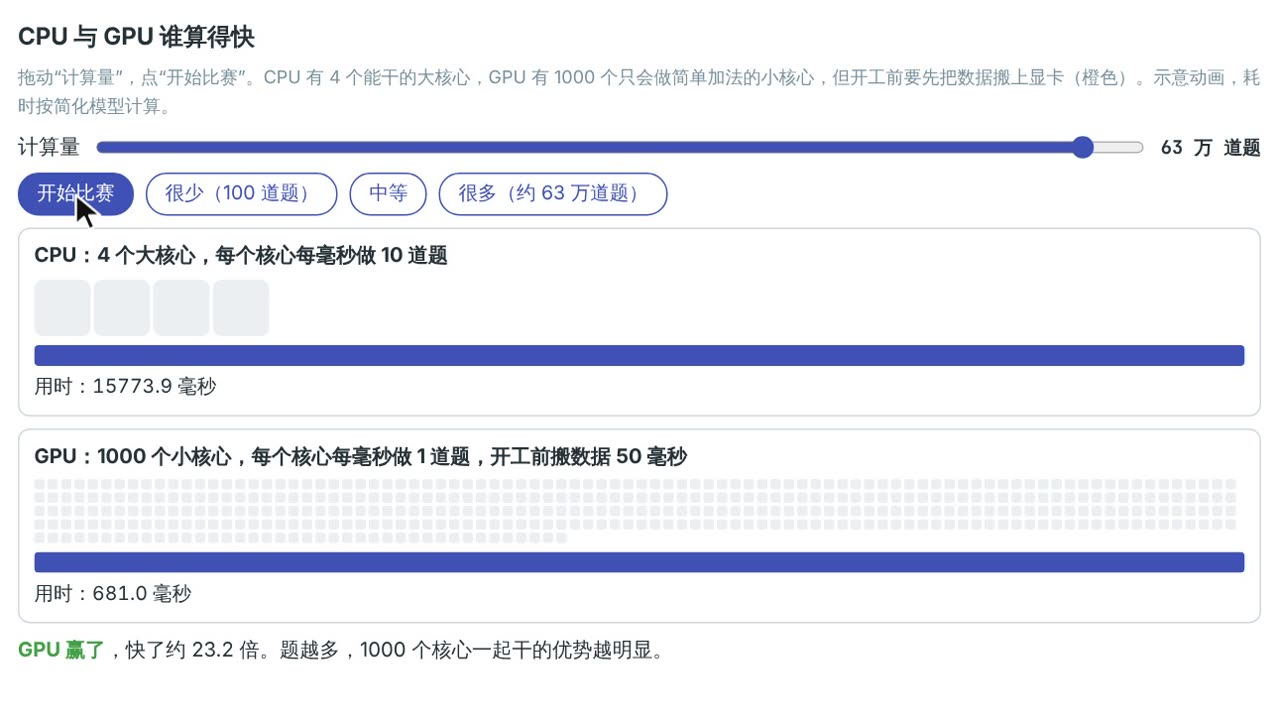 CPU 与 GPU 谁算得快
拖动“计算量”，点“开始比赛”。CPU 有 4 个能干的大核心，GPU 有 1000 个只会做简单加法的小核心，但开工前要先把数据搬上显卡（橙色）。示意动画，耗
时按简化模型计算。
计算量 63 万 道题
开始比赛 很少（100 道题） 中等 很多（约 63 万道题）
CPU：4 个大核心，每个核心每毫秒做 10 道题
用时：15773.9 毫秒
GPU：1000 个小核心，每个核心每毫秒做 1 道题，开工前搬数据 50 毫秒
用时：681.0 毫秒
GPU 赢了，快了约 23.2 倍。题越多，1000 个核心一起干的优势越明显。